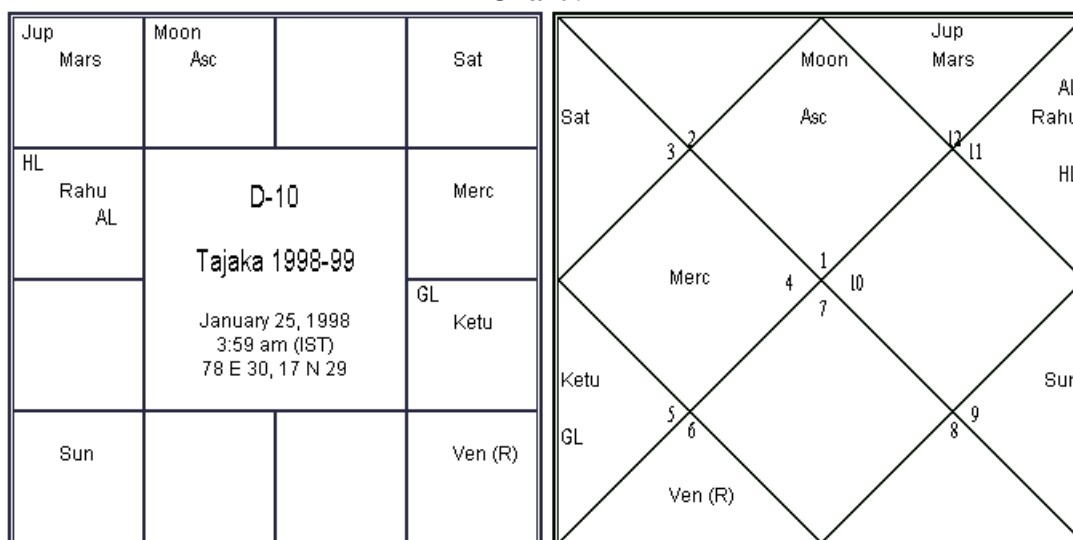 Jup
Mars
Moon
Asc
Sat
HL
Rahu
AL
Merc
D-10
Tajaka 1998-99
January 25, 1998
3:59 am (IST)
78 E 30, 17 N 29
GL
Ketu
Sun
Ven (R)
Jup
Mars
Moon
Asc
Sat
Rahu
2
3
12
11
Merc
1
4
10
7
Ketu
GL
Sun
5
6
9
8
Ven (R)